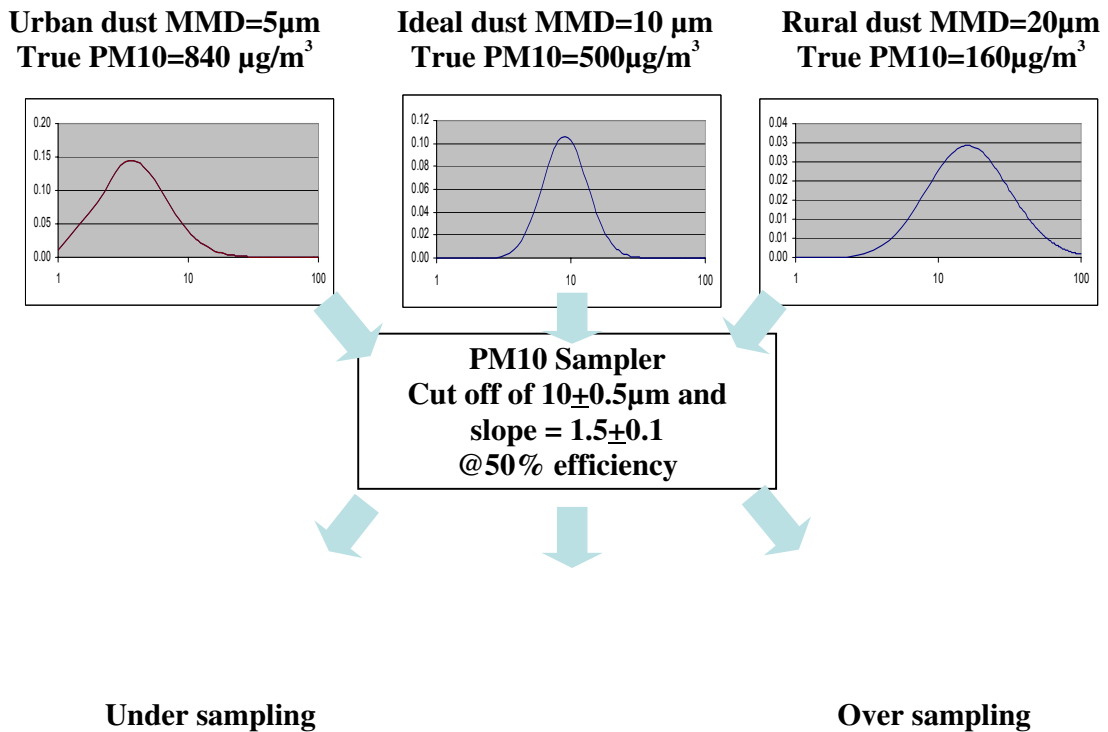 Urban dust MMD=5µm
True PM10=840 µg/m³
Ideal dust MMD=10 µm
True PM10=500µg/m³
Rural dust MMD=20µm
True PM10=160µg/m³
0.20
0.15
0.10
0.05
0.00
1 10 100
0.12
0.10
0.08
0.06
0.04
0.02
0.00
1 10 100
0.04
0.03
0.03
0.02
0.02
0.01
0.01
0.00
1 10 100
PM10 Sampler
Cut off of 10±0.5µm and
slope = 1.5±0.1
@50% efficiency
Under sampling
Over sampling